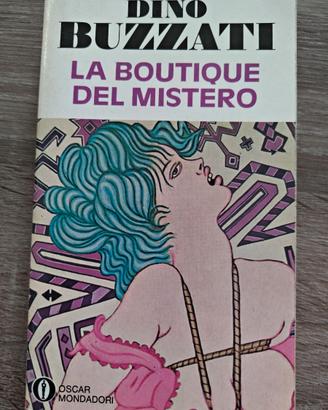 DINO
BUZZATI
LA BOUTIQUE
DEL MISTERO
OSCAR
MONDADORI